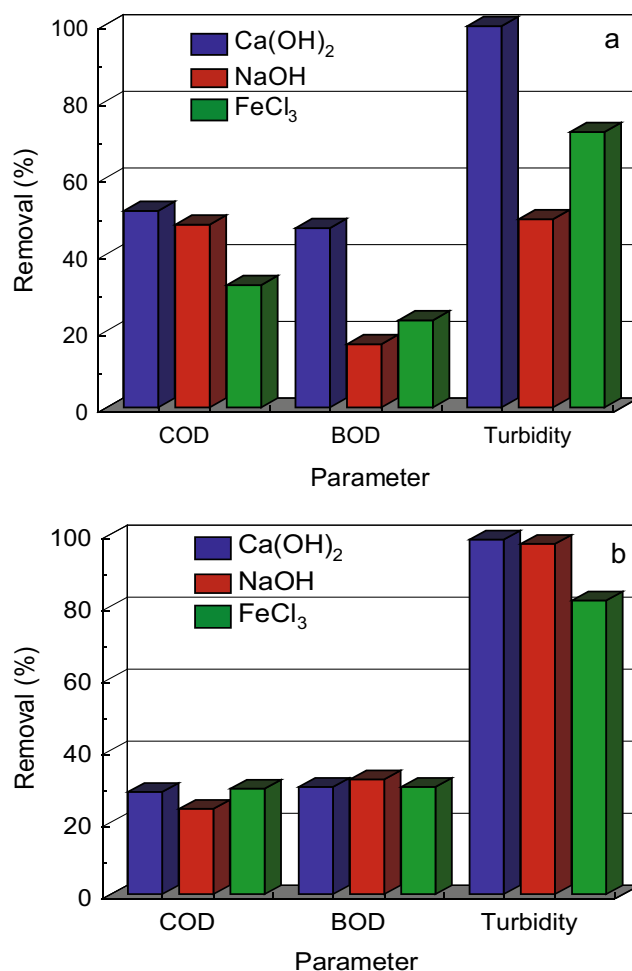 a
Ca(OH)₂
NaOH
FeCl₃
Removal (%)
100
80
60
40
20
0
COD BOD Turbidity
Parameter
b
Ca(OH)₂
NaOH
FeCl₃
Removal (%)
100
80
60
40
20
0
COD BOD Turbidity
Parameter